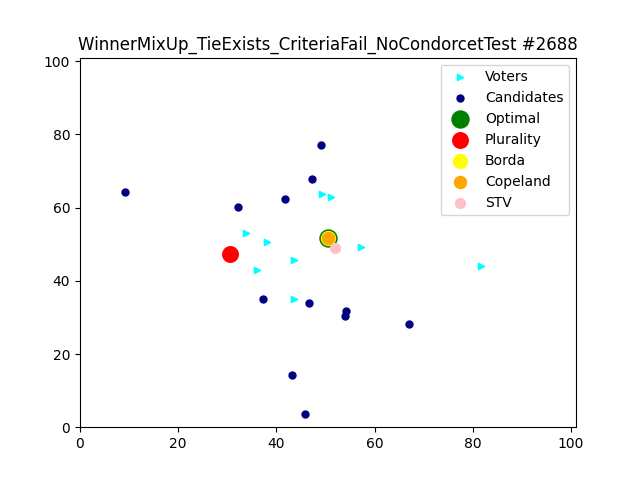 WinnerMixUp_TieExists_CriteriaFail_NoCondorcetTest #2688
Voters
Candidates
Optimal
Plurality
Borda
Copeland
STV
100
80
60
40
20
0
0 20 40 60 80 100